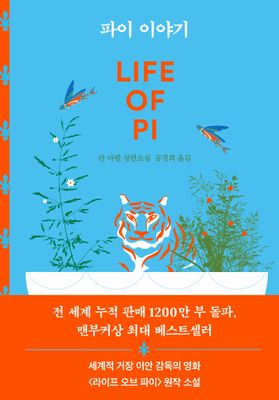 파이 이야기
LIFE
OF
PI
얀 마텔 장편소설 공경희 옮김
전 세계 누적 판매 1200만 부 돌파,
맨부커상 최대 베스트셀러
세계적 거장 이안 감독의 영화
<라이프 오브 파이> 원작 소설